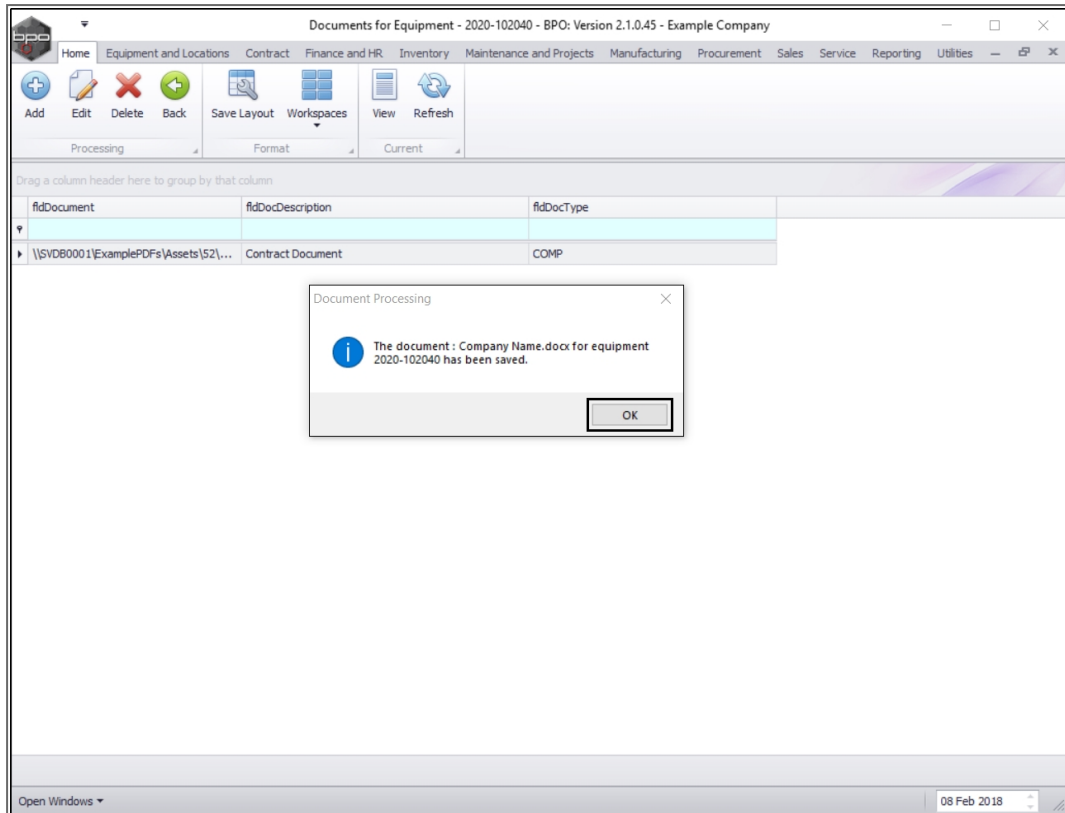 Documents for Equipment - 2020-102040 - BPO: Version 2.1.0.45 - Example Company
bpo
Home Equipment and Locations Contract Finance and HR Inventory Maintenance and Projects Manufacturing Procurement Sales Service Reporting Utilities
Add Edit Delete Back Save Layout Workspaces View Refresh
Processing Format Current
Drag a column header here to group by that column
fldDocument fldDocDescription fldDocType
\\SVDB0001\ExamplePDFs\Assets\52\... Contract Document COMP
Document Processing
The document : Company Name.docx for equipment
2020-102040 has been saved.
OK
Open Windows 08 Feb 2018